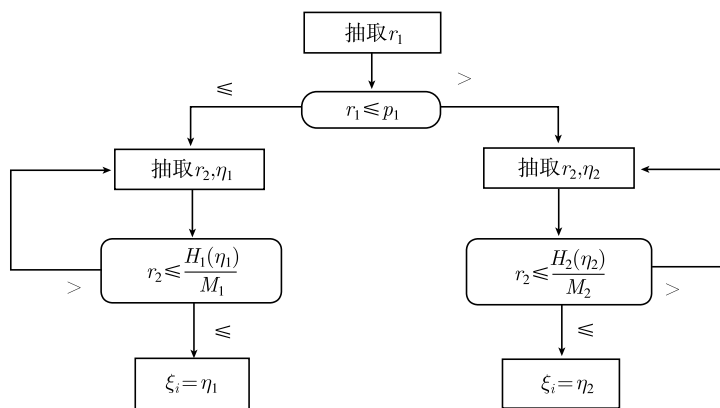 抽取r₁
≤
>
r₁≤p₁
抽取r₂,η₁
抽取r₂,η₂
r₂≤H₁(η₁)/M₁
r₂≤H₂(η₂)/M₂
>
>
≤
≤
ξᵢ=η₁
ξᵢ=η₂